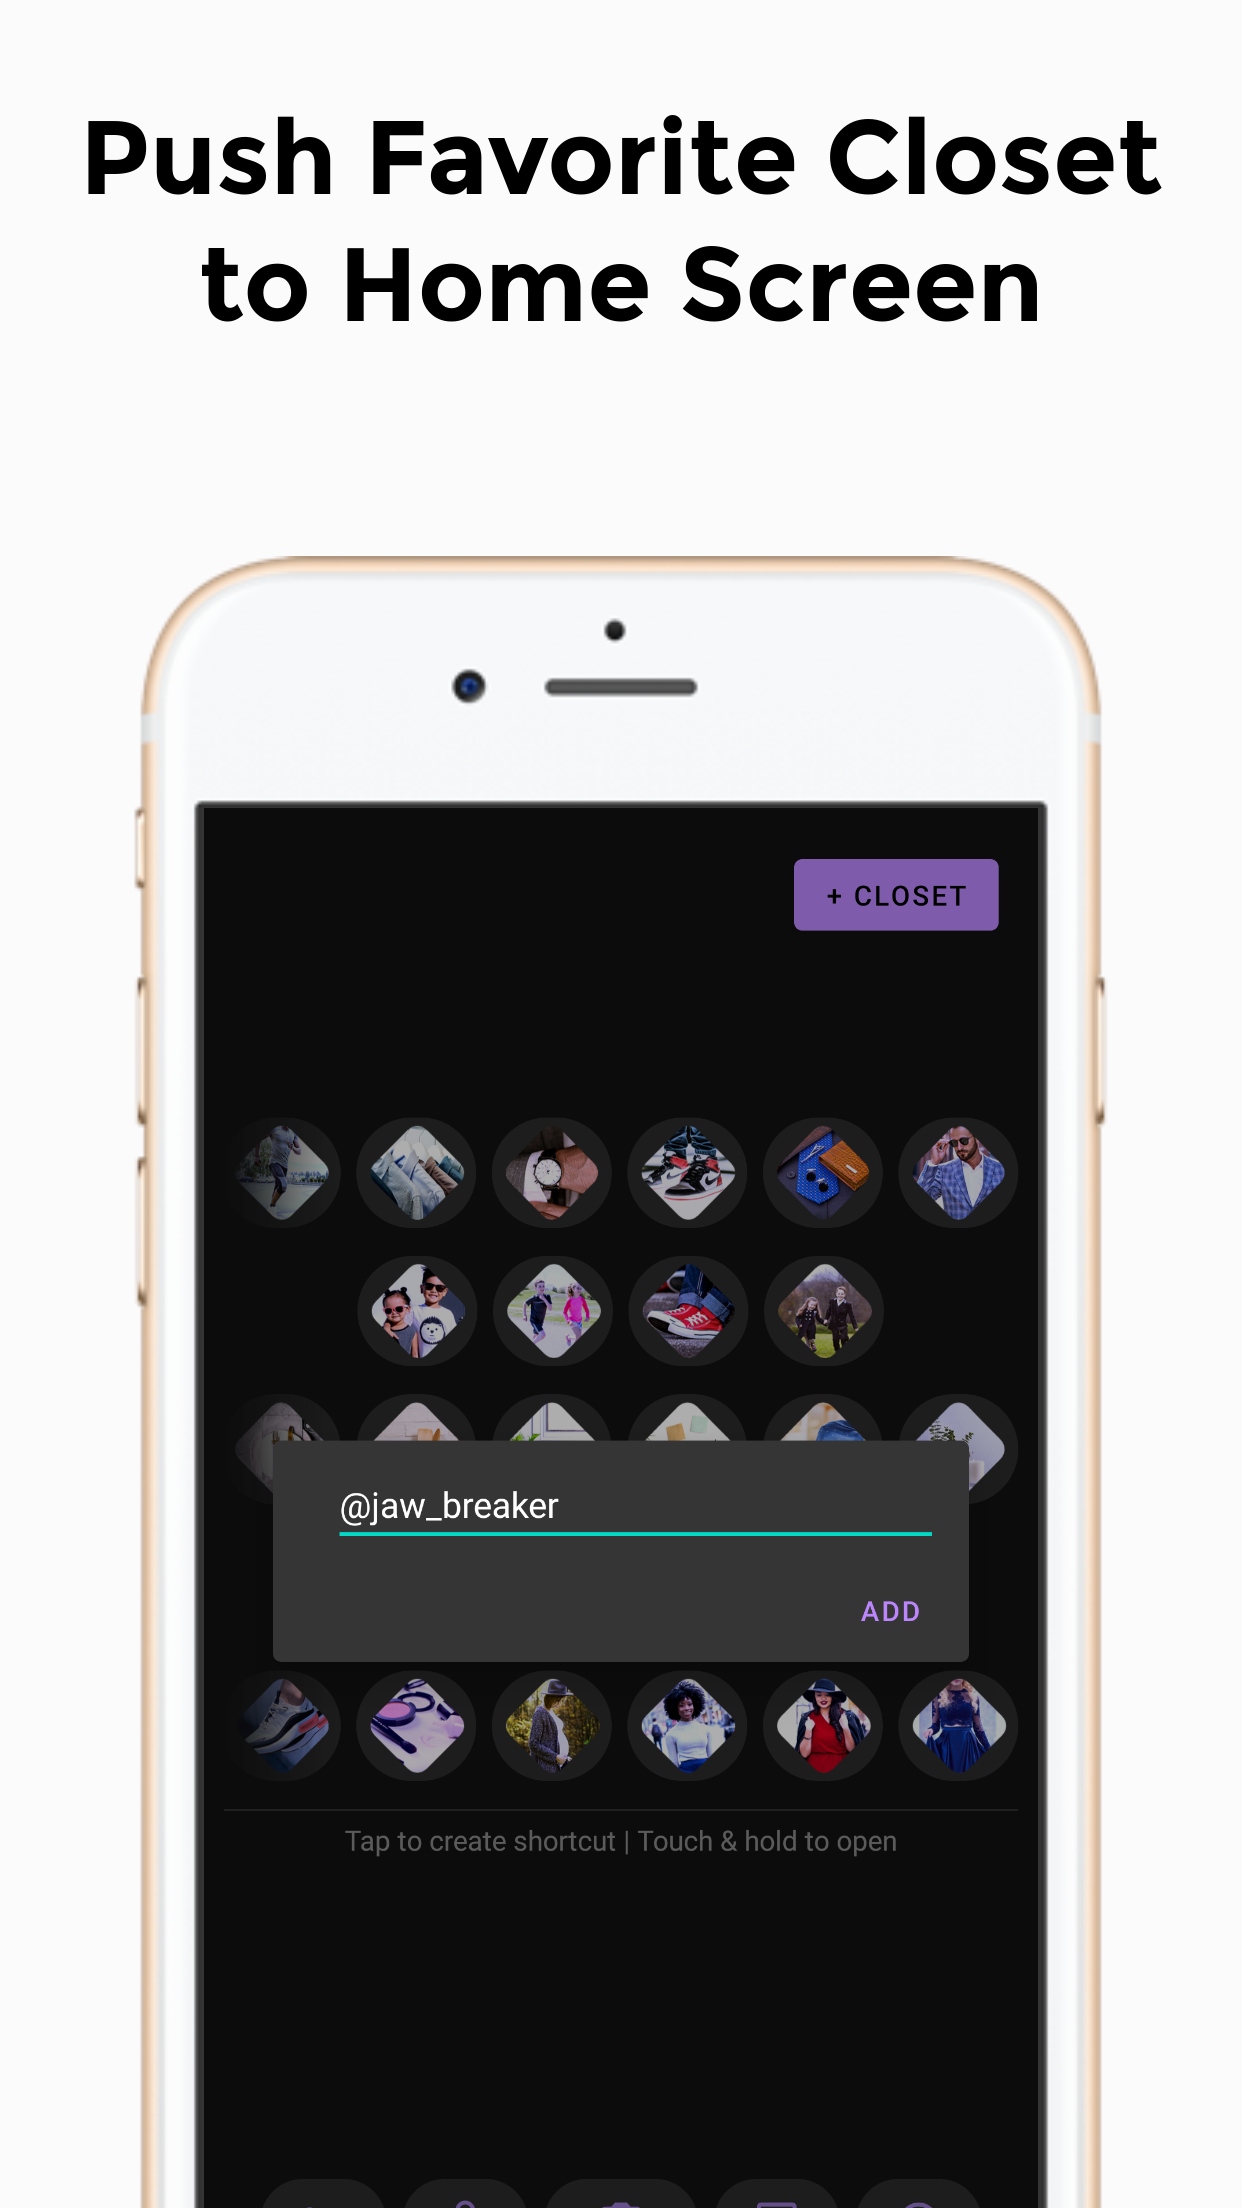 Push Favorite Closet
to Home Screen
+ CLOSET
@jaw_breaker
ADD
Tap to create shortcut | Touch & hold to open